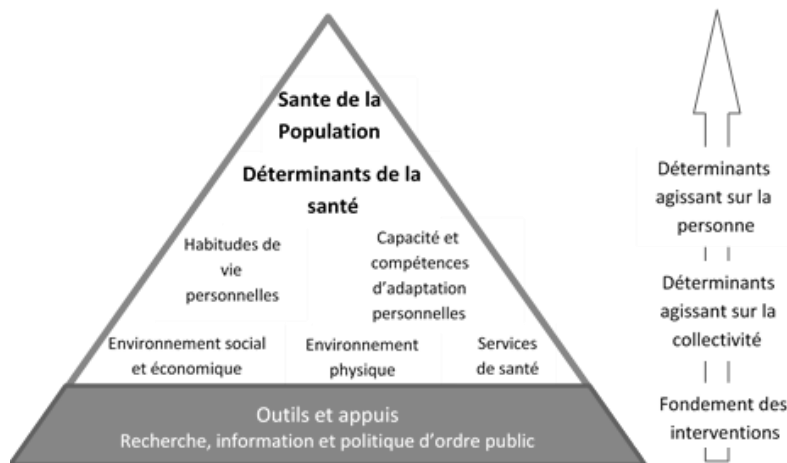 Sante de la
Population
Déterminants de la
santé
Habitudes de
vie
personnelles
Capacité et
compétences
d'adaptation
personnelles
Environnement social
et économique
Environnement
physique
Services
de santé
Outils et appuis
Recherche, information et politique d'ordre public
Déterminants
agissant sur la
personne
Déterminants
agissant sur la
collectivité
Fondement des
interventions